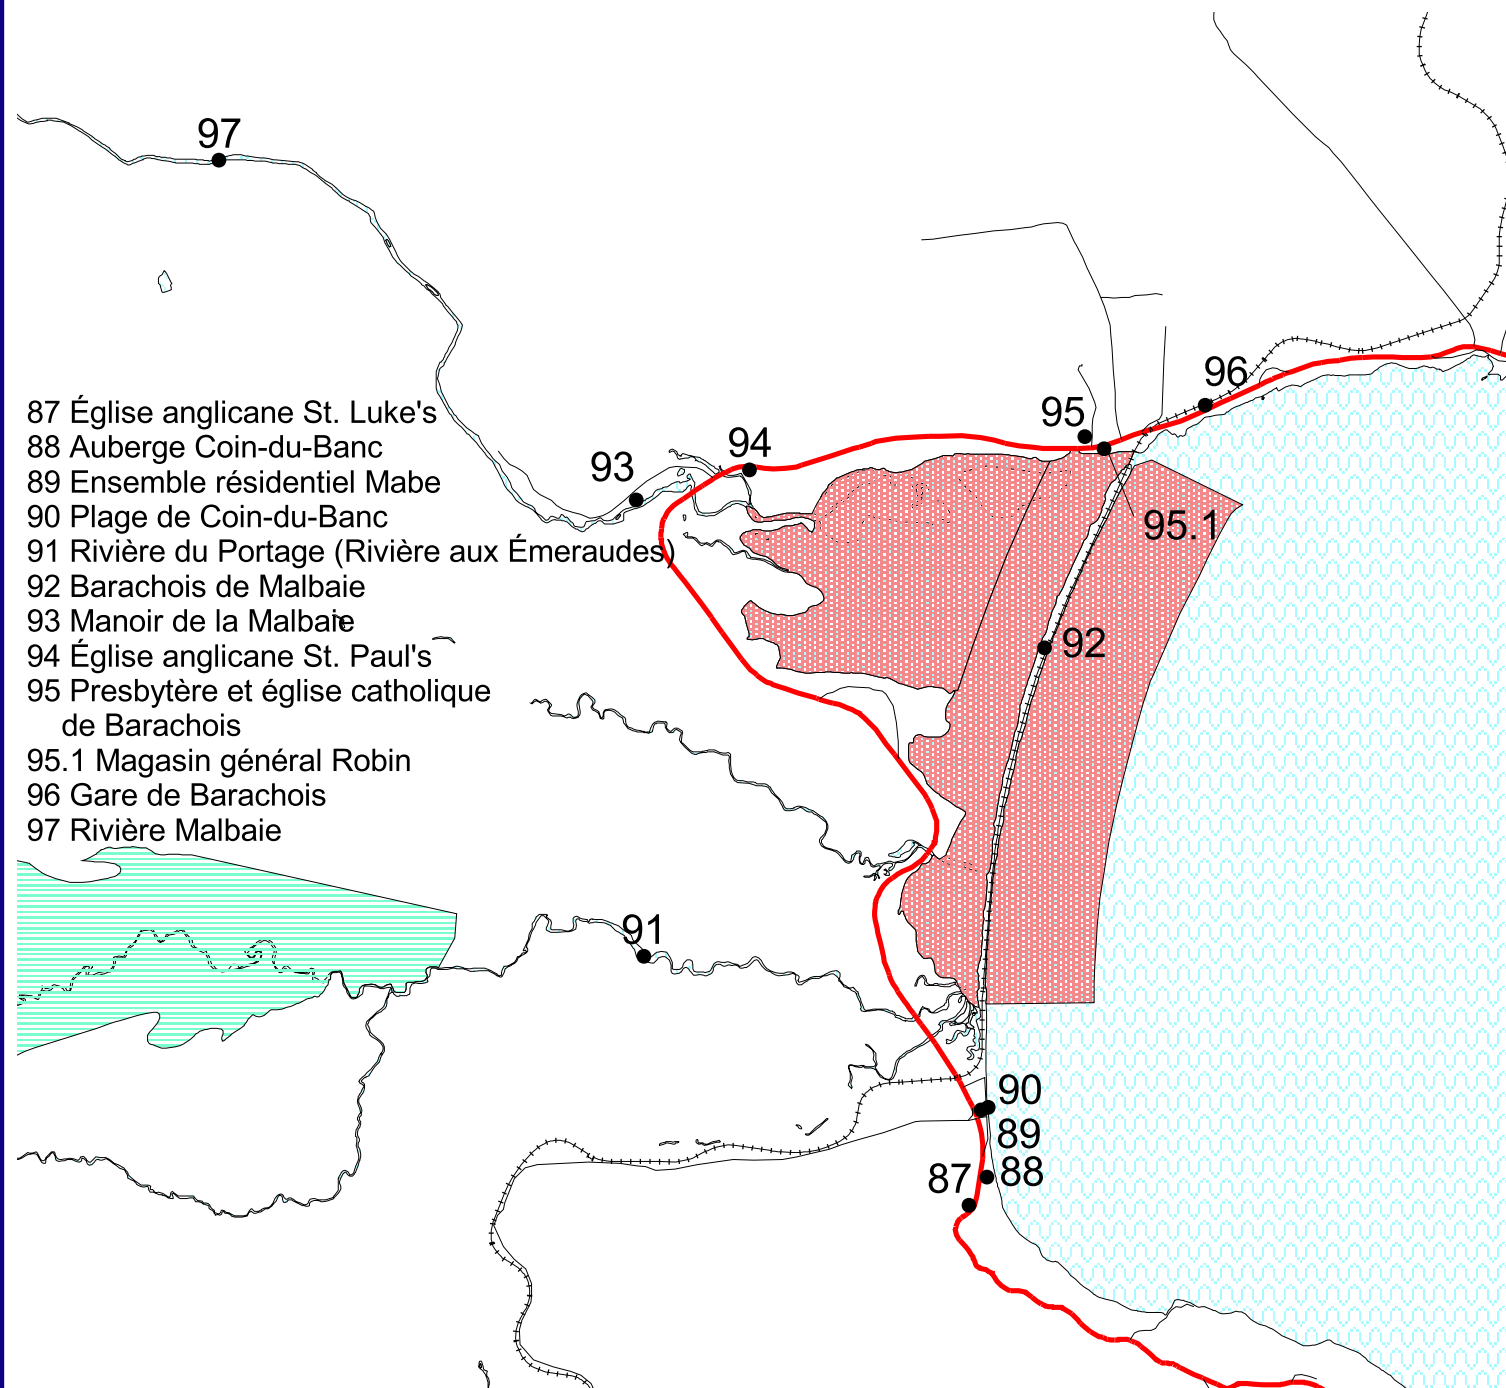 97
96
95
94
93
95.1
92
87 Église anglicane St. Luke's
88 Auberge Coin-du-Banc
89 Ensemble résidentiel Mabe
90 Plage de Coin-du-Banc
91 Rivière du Portage (Rivière aux Émeraudes)
92 Barachois de Malbaie
93 Manoir de la Malbaie
94 Église anglicane St. Paul's
95 Presbytère et église catholique
de Barachois
95.1 Magasin général Robin
96 Gare de Barachois
97 Rivière Malbaie
91
90
89
88
87